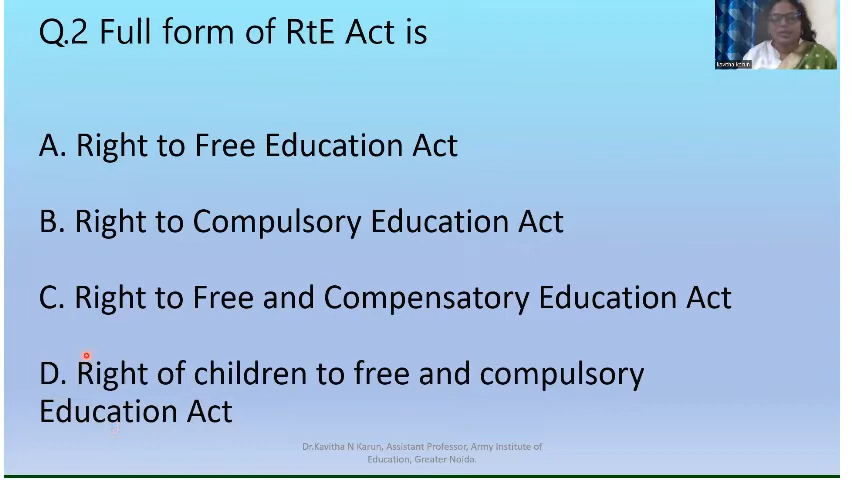 Q.2 Full form of RtE Act is
kavitha karun
A. Right to Free Education Act
B. Right to Compulsory Education Act
C. Right to Free and Compensatory Education Act
D. Right of children to free and compulsory
Education Act
Dr.Kavitha N Karun, Assistant Professor, Army Institute of
Education, Greater Noida.